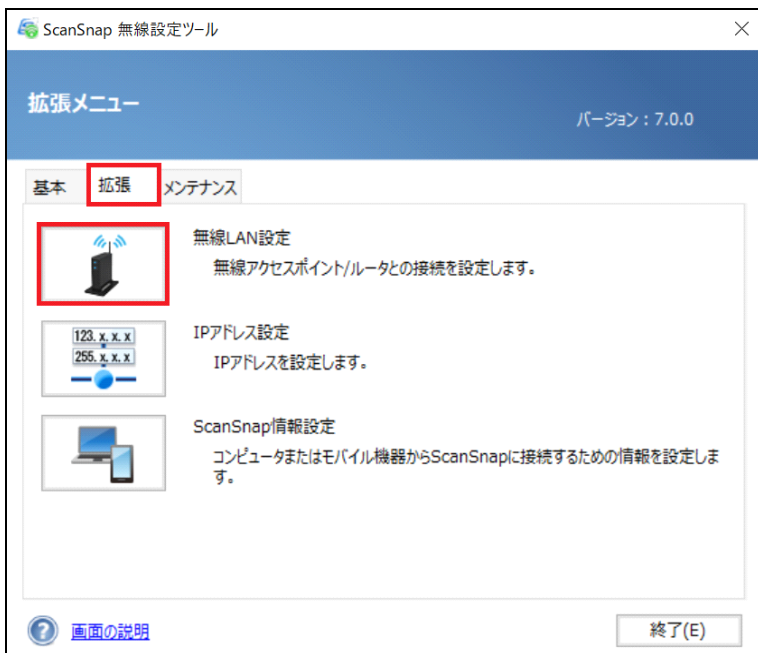 ScanSnap 無線設定ツール
拡張メニュー
バージョン : 7.0.0
基本 拡張 メンテナンス
無線LAN設定
無線アクセスポイント/ルータとの接続を設定します。
123. x. x. x
255. x. x. x
IPアドレス設定
IPアドレスを設定します。
ScanSnap情報設定
コンピュータまたはモバイル機器からScanSnapに接続するための情報を設定しま
す。
画面の説明
終了(E)